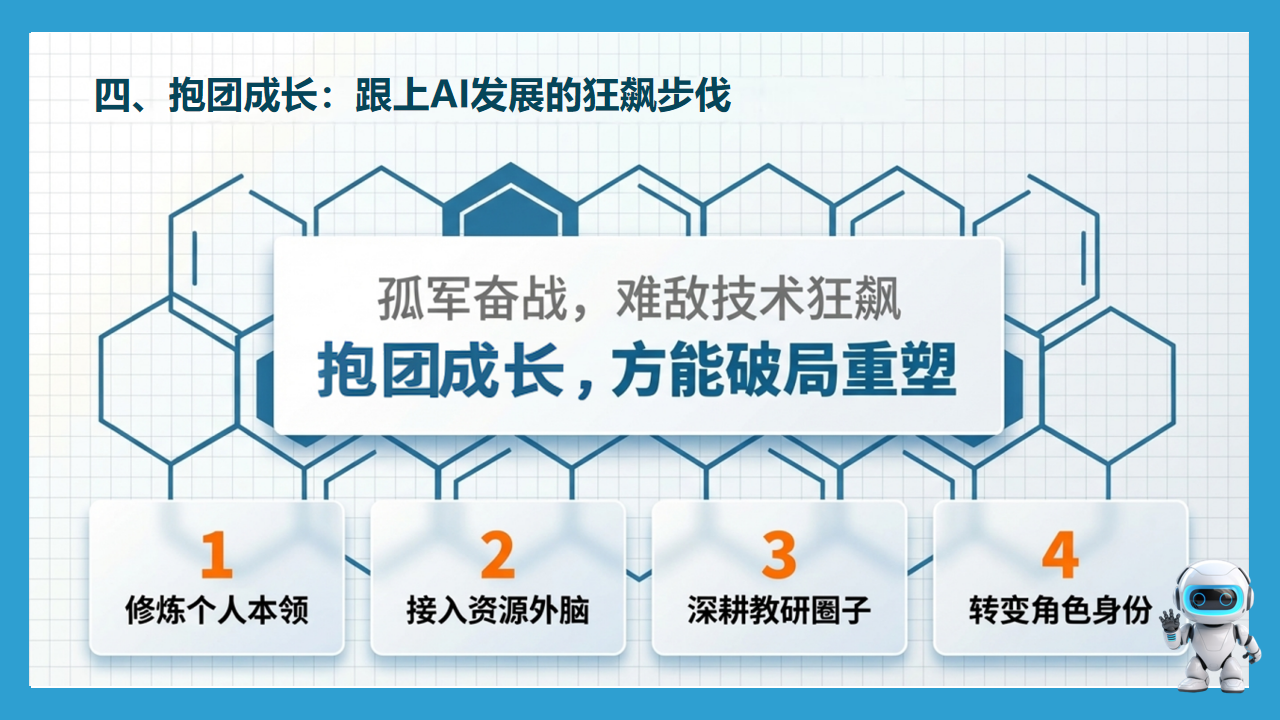 四、抱团成长：跟上AI发展的狂飙步伐
孤军奋战，难敌技术狂飙
抱团成长，方能破局重塑
1
修炼个人本领
2
接入资源外脑
3
深耕教研圈子
4
转变角色身份